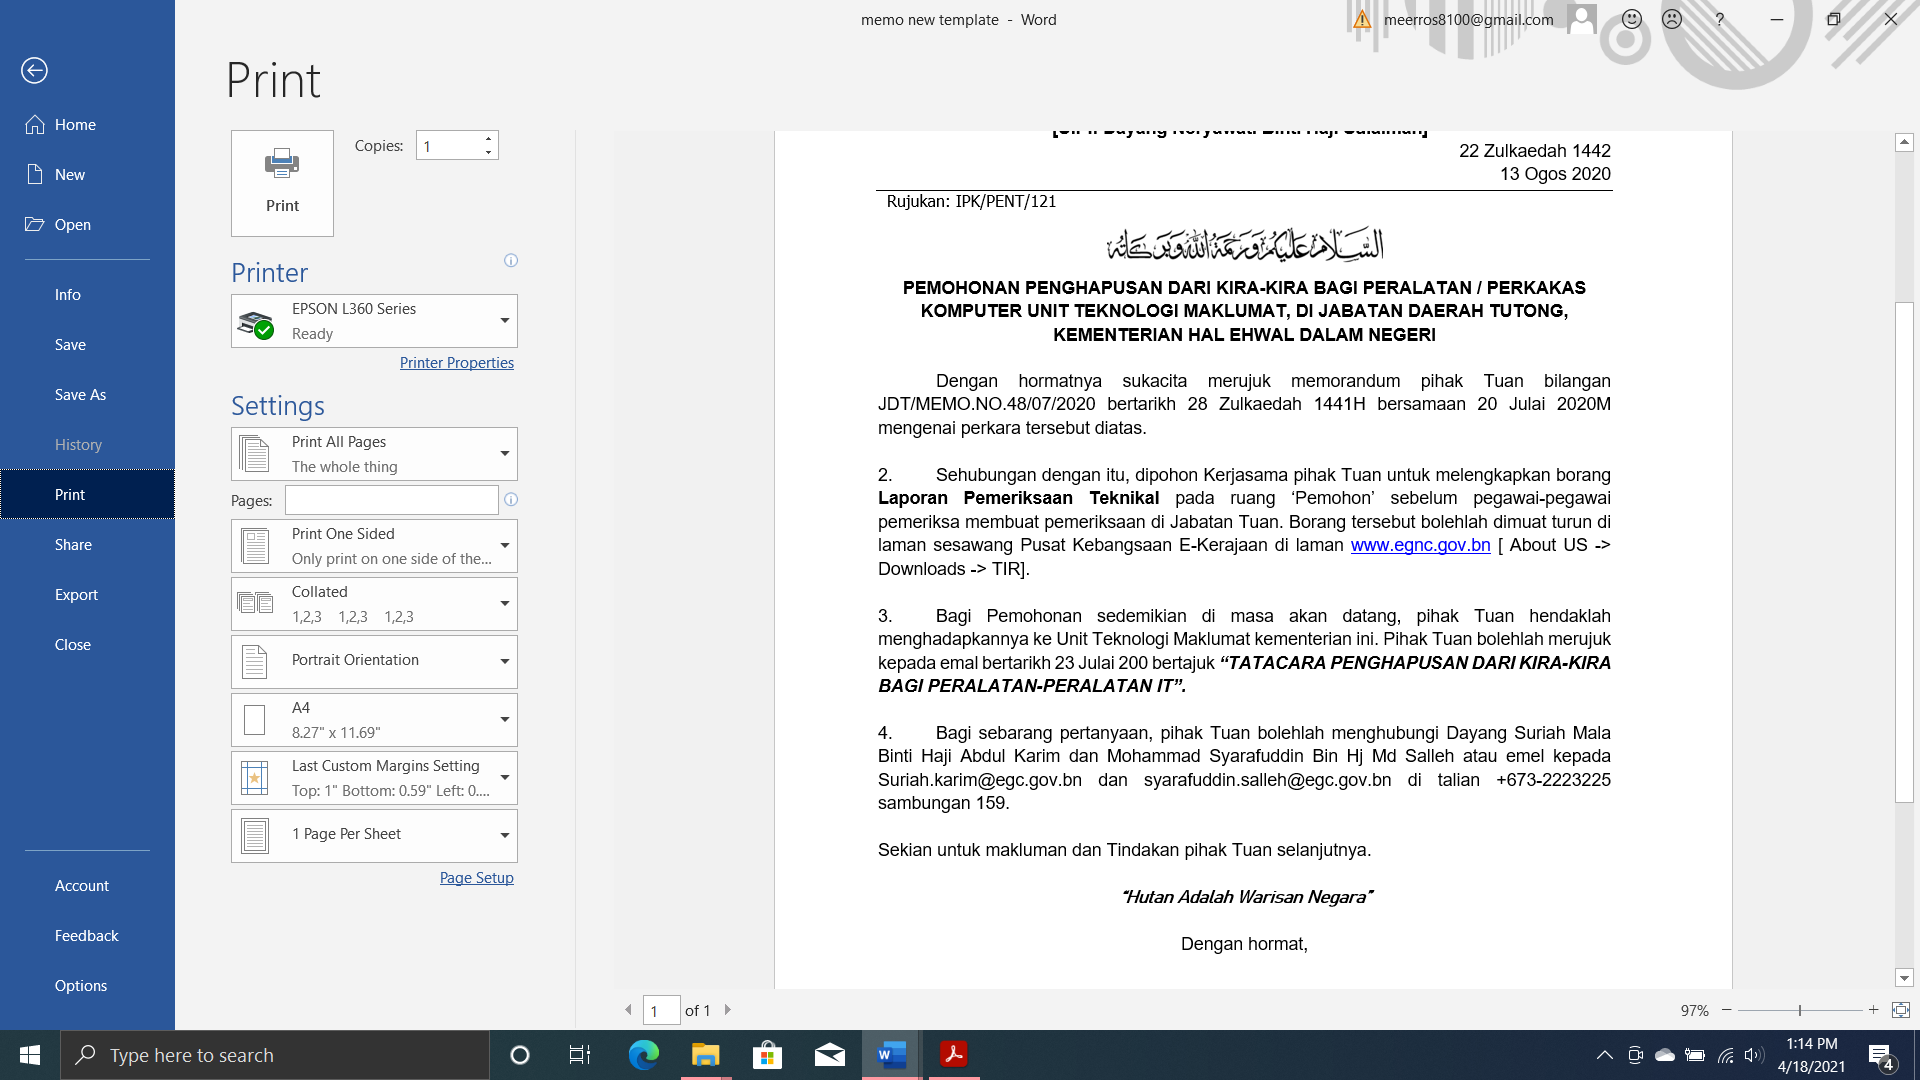 memo new template - Word
meerros8100@gmail.com
?
Print
Home
New
Open
Info
Save
Save As
History
Print
Share
Export
Close
Account
Feedback
Options
Print
Copies: 1
Printer
EPSON L360 Series
Ready
Printer Properties
Settings
Print All Pages
The whole thing
Pages:
Print One Sided
Only print on one side of the...
Collated
1,2,3 1,2,3 1,2,3
Portrait Orientation
A4
8.27" x 11.69"
Last Custom Margins Setting
Top: 1" Bottom: 0.59" Left: 0....
1 Page Per Sheet
Page Setup
22 Zulkaedah 1442
13 Ogos 2020
Rujukan: IPK/PENT/121
السلام عليكم ورحمة الله وبركاته
PEMOHONAN PENGHAPUSAN DARI KIRA-KIRA BAGI PERALATAN / PERKAKAS
KOMPUTER UNIT TEKNOLOGI MAKLUMAT, DI JABATAN DAERAH TUTONG,
KEMENTERIAN HAL EHWAL DALAM NEGERI
Dengan hormatnya sukacita merujuk memorandum pihak Tuan bilangan
JDT/MEMO.NO.48/07/2020 bertarikh 28 Zulkaedah 1441H bersamaan 20 Julai 2020M
mengenai perkara tersebut diatas.
2. Sehubungan dengan itu, dipohon Kerjasama pihak Tuan untuk melengkapkan borang
Laporan Pemeriksaan Teknikal pada ruang ‘Pemohon’ sebelum pegawai-pegawai
pemeriksa membuat pemeriksaan di Jabatan Tuan. Borang tersebut bolehlah dimuat turun di
laman sesawang Pusat Kebangsaan E-Kerajaan di laman www.egnc.gov.bn [ About US ->
Downloads -> TIR].
3. Bagi Pemohonan sedemikian di masa akan datang, pihak Tuan hendaklah
menghadapkannya ke Unit Teknologi Maklumat kementerian ini. Pihak Tuan bolehlah merujuk
kepada emal bertarikh 23 Julai 200 bertajuk “TATACARA PENGHAPUSAN DARI KIRA-KIRA
BAGI PERALATAN-PERALATAN IT”.
4. Bagi sebarang pertanyaan, pihak Tuan bolehlah menghubungi Dayang Suriah Mala
Binti Haji Abdul Karim dan Mohammad Syarafuddin Bin Hj Md Salleh atau emel kepada
Suriah.karim@egc.gov.bn dan syarafuddin.salleh@egc.gov.bn di talian +673-2223225
sambungan 159.
Sekian untuk makluman dan Tindakan pihak Tuan selanjutnya.
“Hutan Adalah Warisan Negara”
Dengan hormat,
1 of 1
97%
Type here to search
1:14 PM
4/18/2021
4